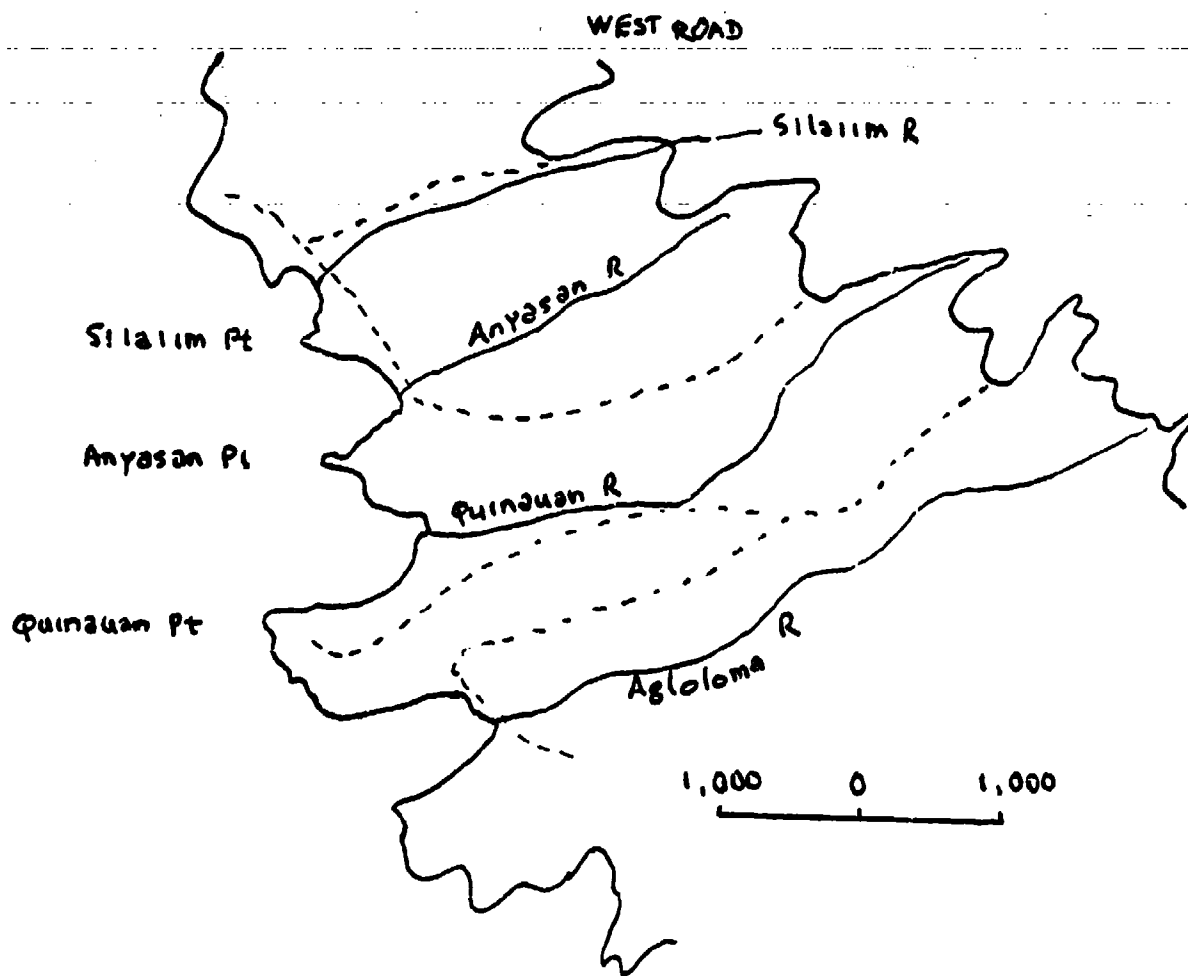 WEST ROAD
Silaiim R
Anyasan R
Silaiim Pt
Anyasan Pt
Quinauan R
Quinauan Pt
Agloloma R
1,000 0 1,000